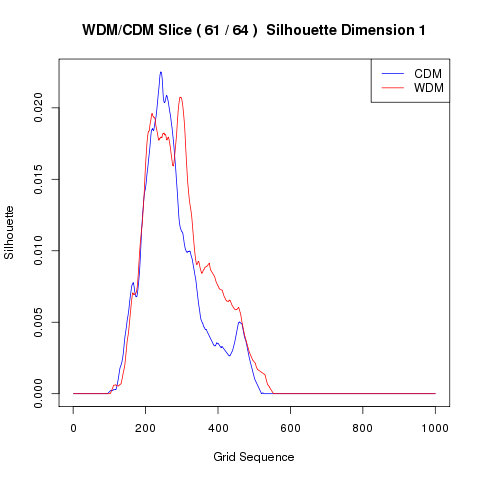 WDM/CDM Slice ( 61 / 64 )  Silhouette Dimension 1
CDM
WDM
Silhouette
0.020
0.015
0.010
0.005
0.000
0 200 400 600 800 1000
Grid Sequence